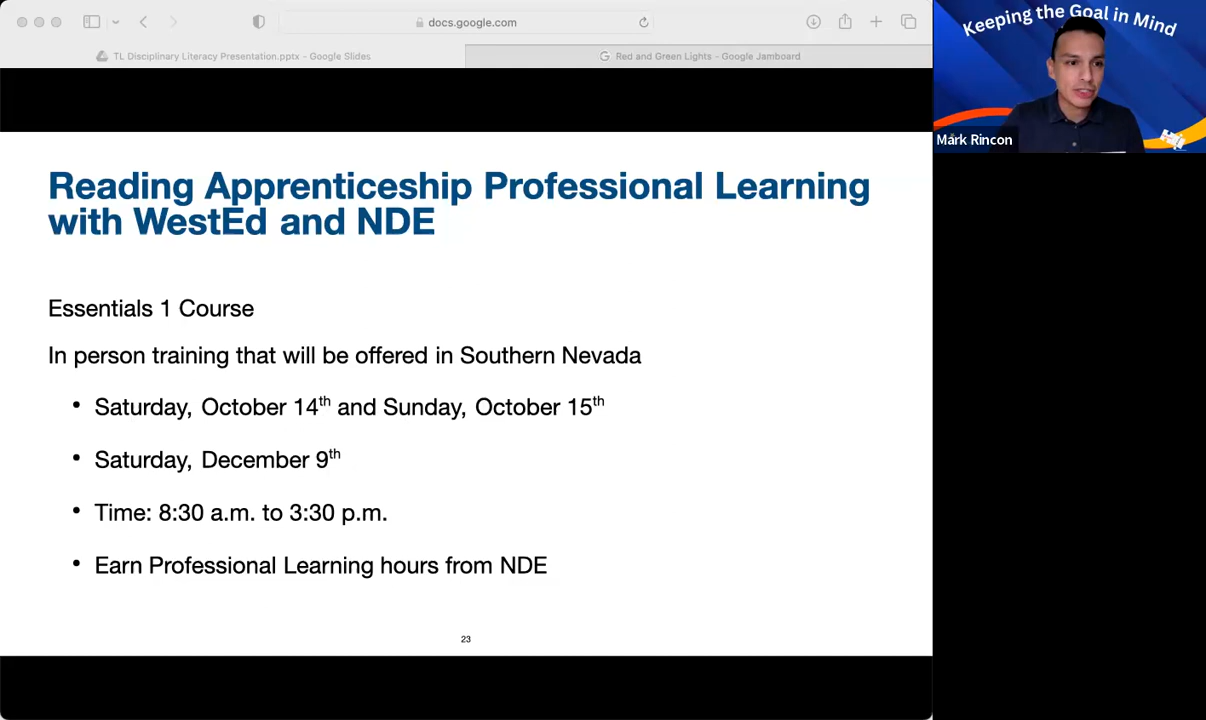 docs.google.com
TL Disciplinary Literacy Presentation.pptx - Google Slides
Red and Green Lights - Google Jamboard
Keeping the Goal in Mind
Mark Rincon
Reading Apprenticeship Professional Learning
with WestEd and NDE
Essentials 1 Course
In person training that will be offered in Southern Nevada
• Saturday, October 14th and Sunday, October 15th
• Saturday, December 9th
• Time: 8:30 a.m. to 3:30 p.m.
• Earn Professional Learning hours from NDE
23